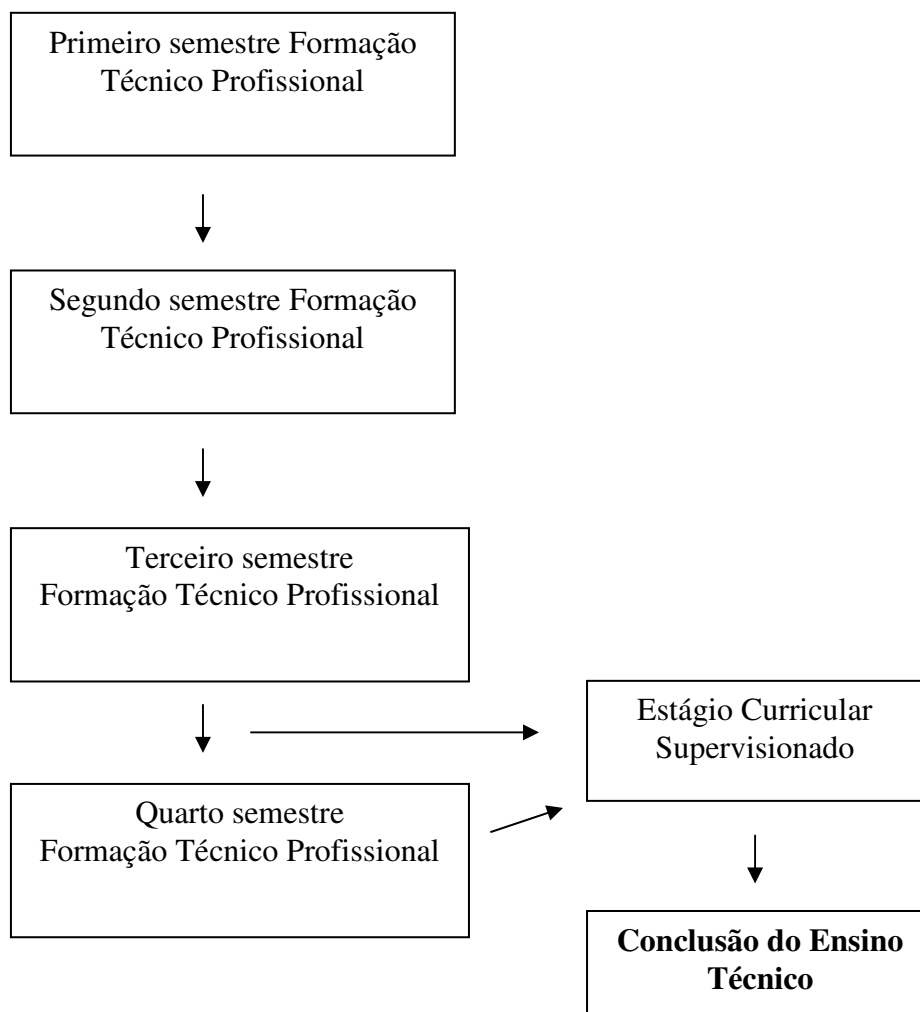 Primeiro semestre Formação
Técnico Profissional
Segundo semestre Formação
Técnico Profissional
Terceiro semestre
Formação Técnico Profissional
Estágio Curricular
Supervisionado
Quarto semestre
Formação Técnico Profissional
Conclusão do Ensino
Técnico